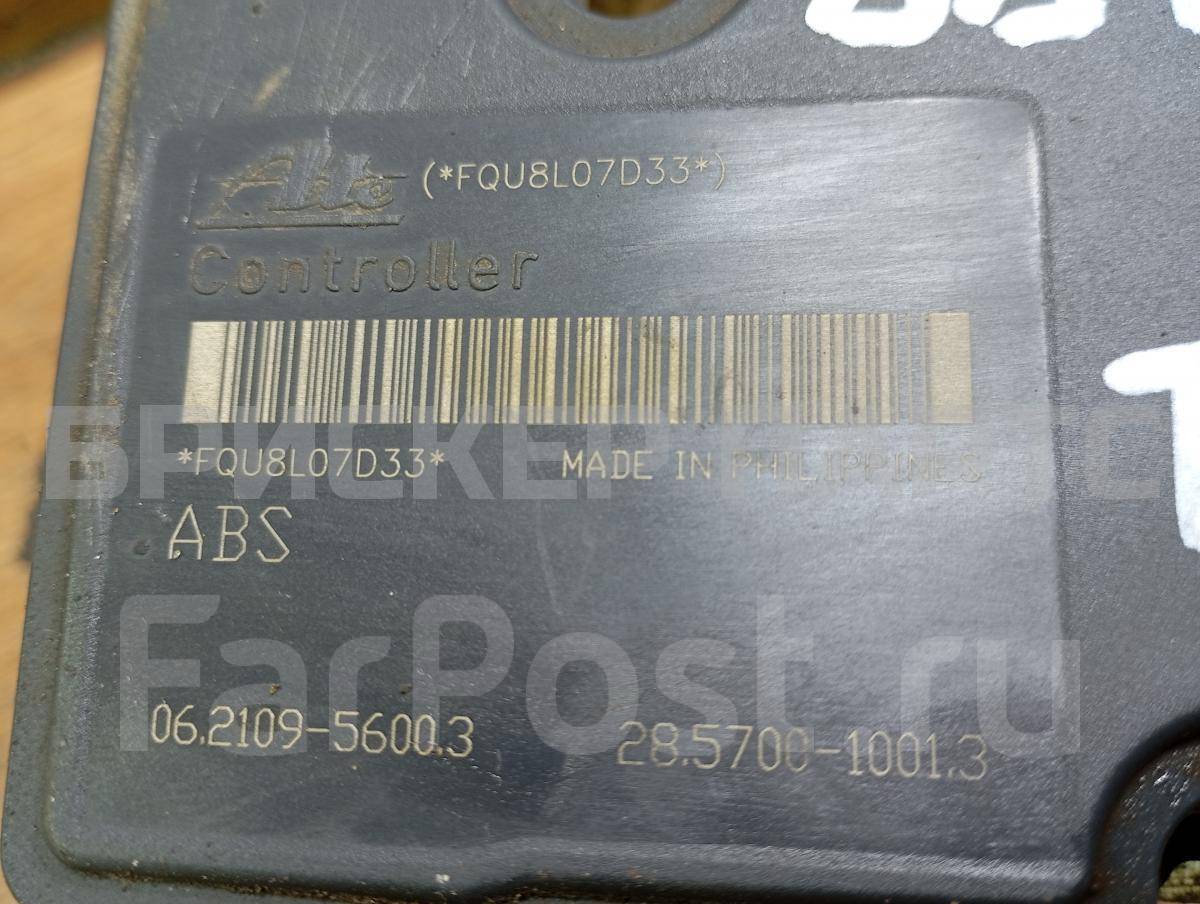 Ate (*FQU8L07D33*)
Controller
*FQU8L07D33* MADE IN PHILIPPINES
ABS
06.2109-5600.3 28.5700-1001.3
FarPost.ru